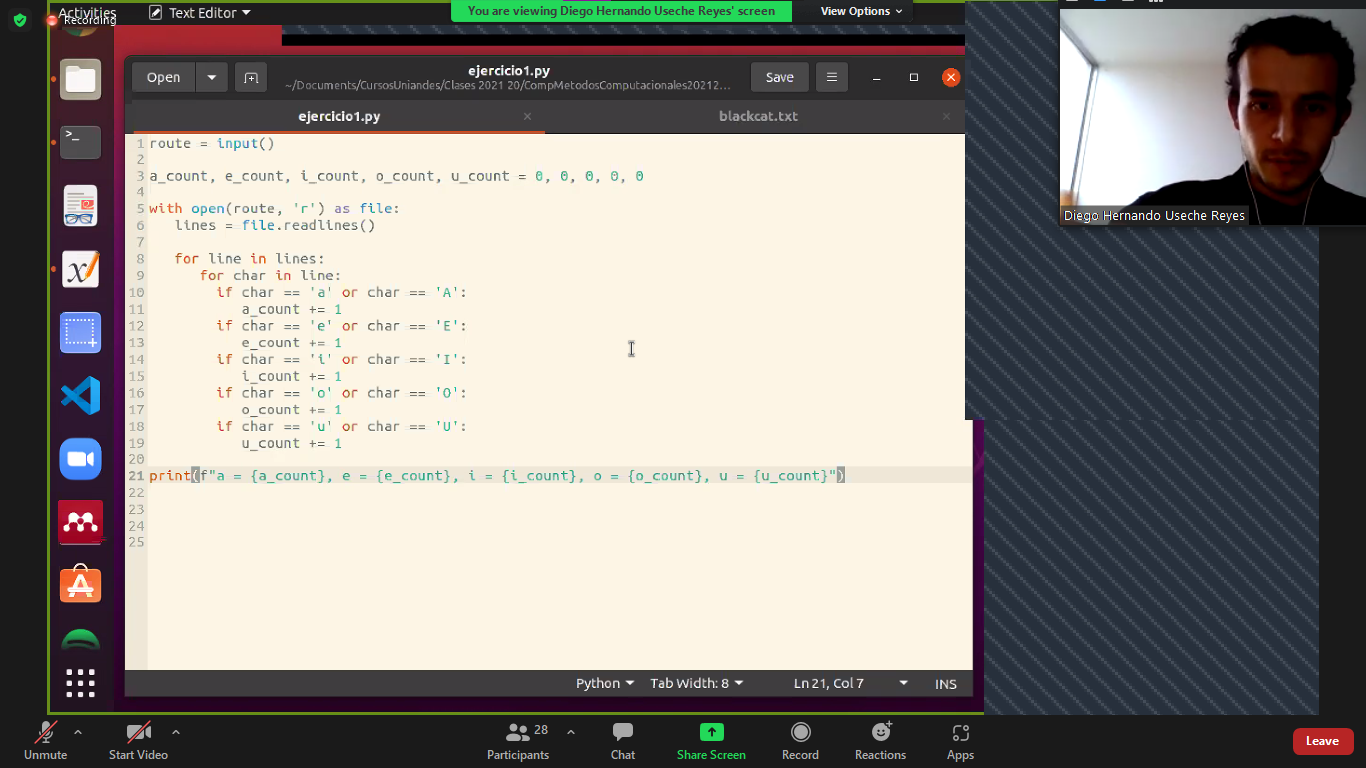 Activities
Text Editor
You are viewing Diego Hernando Useche Reyes' screen
View Options
Recording
Open
ejercicio1.py
~/Documents/CursosUniandes/Clases 2021 20/CompMetodosComputacionales20212...
Save
ejercicio1.py
blackcat.txt
1 route = input()
2
3 a_count, e_count, i_count, o_count, u_count = 0, 0, 0, 0, 0
4
5 with open(route, 'r') as file:
6    lines = file.readlines()
7
8    for line in lines:
9       for char in line:
10         if char == 'a' or char == 'A':
11            a_count += 1
12         if char == 'e' or char == 'E':
13            e_count += 1
14         if char == 'i' or char == 'I':
15            i_count += 1
16         if char == 'o' or char == 'O':
17            o_count += 1
18         if char == 'u' or char == 'U':
19            u_count += 1
20
21 print(f"a = {a_count}, e = {e_count}, i = {i_count}, o = {o_count}, u = {u_count}")
22
23
24
25
Python
Tab Width: 8
Ln 21, Col 7
INS
Diego Hernando Useche Reyes
Unmute
Start Video
28
Participants
Chat
Share Screen
Record
Reactions
Apps
Leave